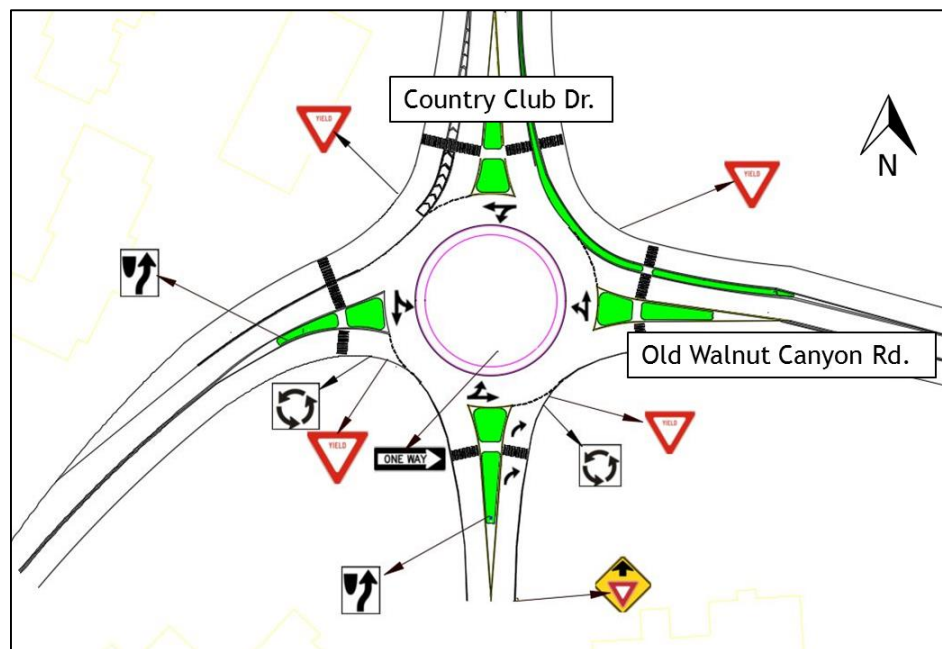 Country Club Dr.
YIELD
YIELD
N
Old Walnut Canyon Rd.
YIELD
YIELD
ONE WAY